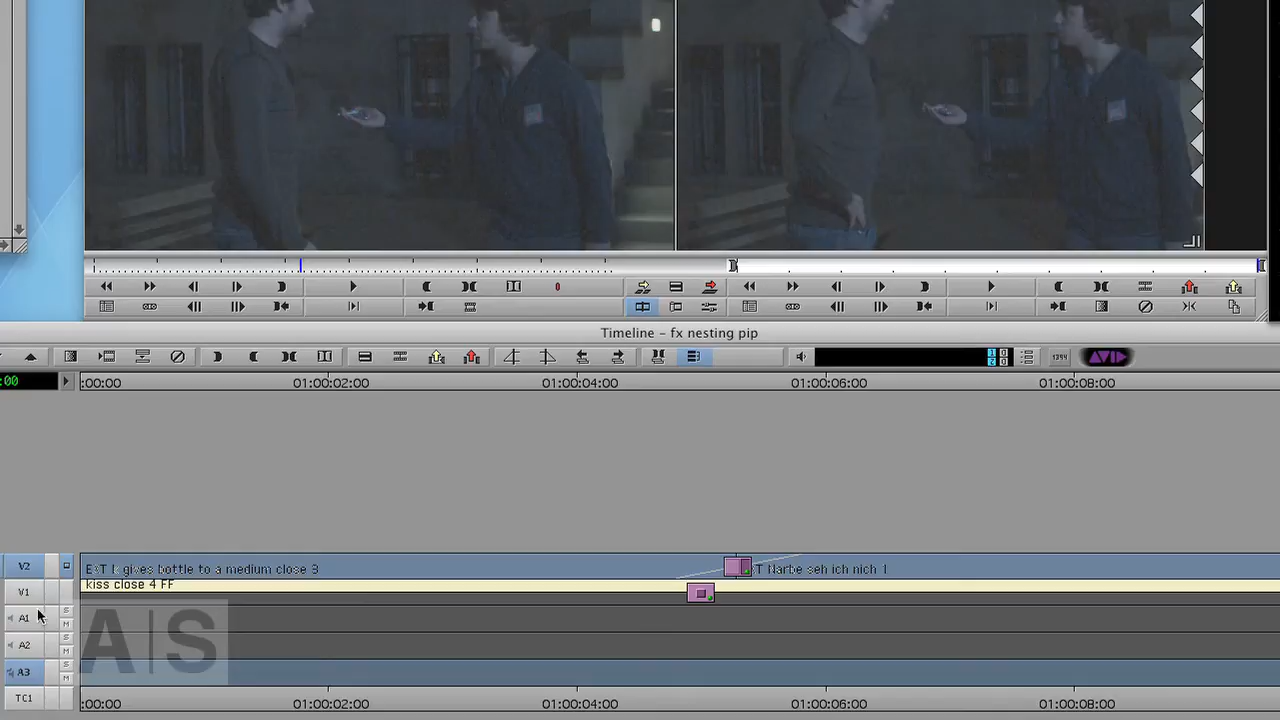 Timeline - fx nesting pip
1394
AVID
:00
:00:00
01:00:02:00
01:00:04:00
01:00:06:00
01:00:08:00
V2
EXT D gives bottle to a medium close 3
T Narbe seh ich nich 1
V1
kiss close 4 FF
A1
S
M
A2
S
M
A3
S
M
TC1
:00:00
01:00:02:00
01:00:04:00
01:00:06:00
01:00:08:00
A|S